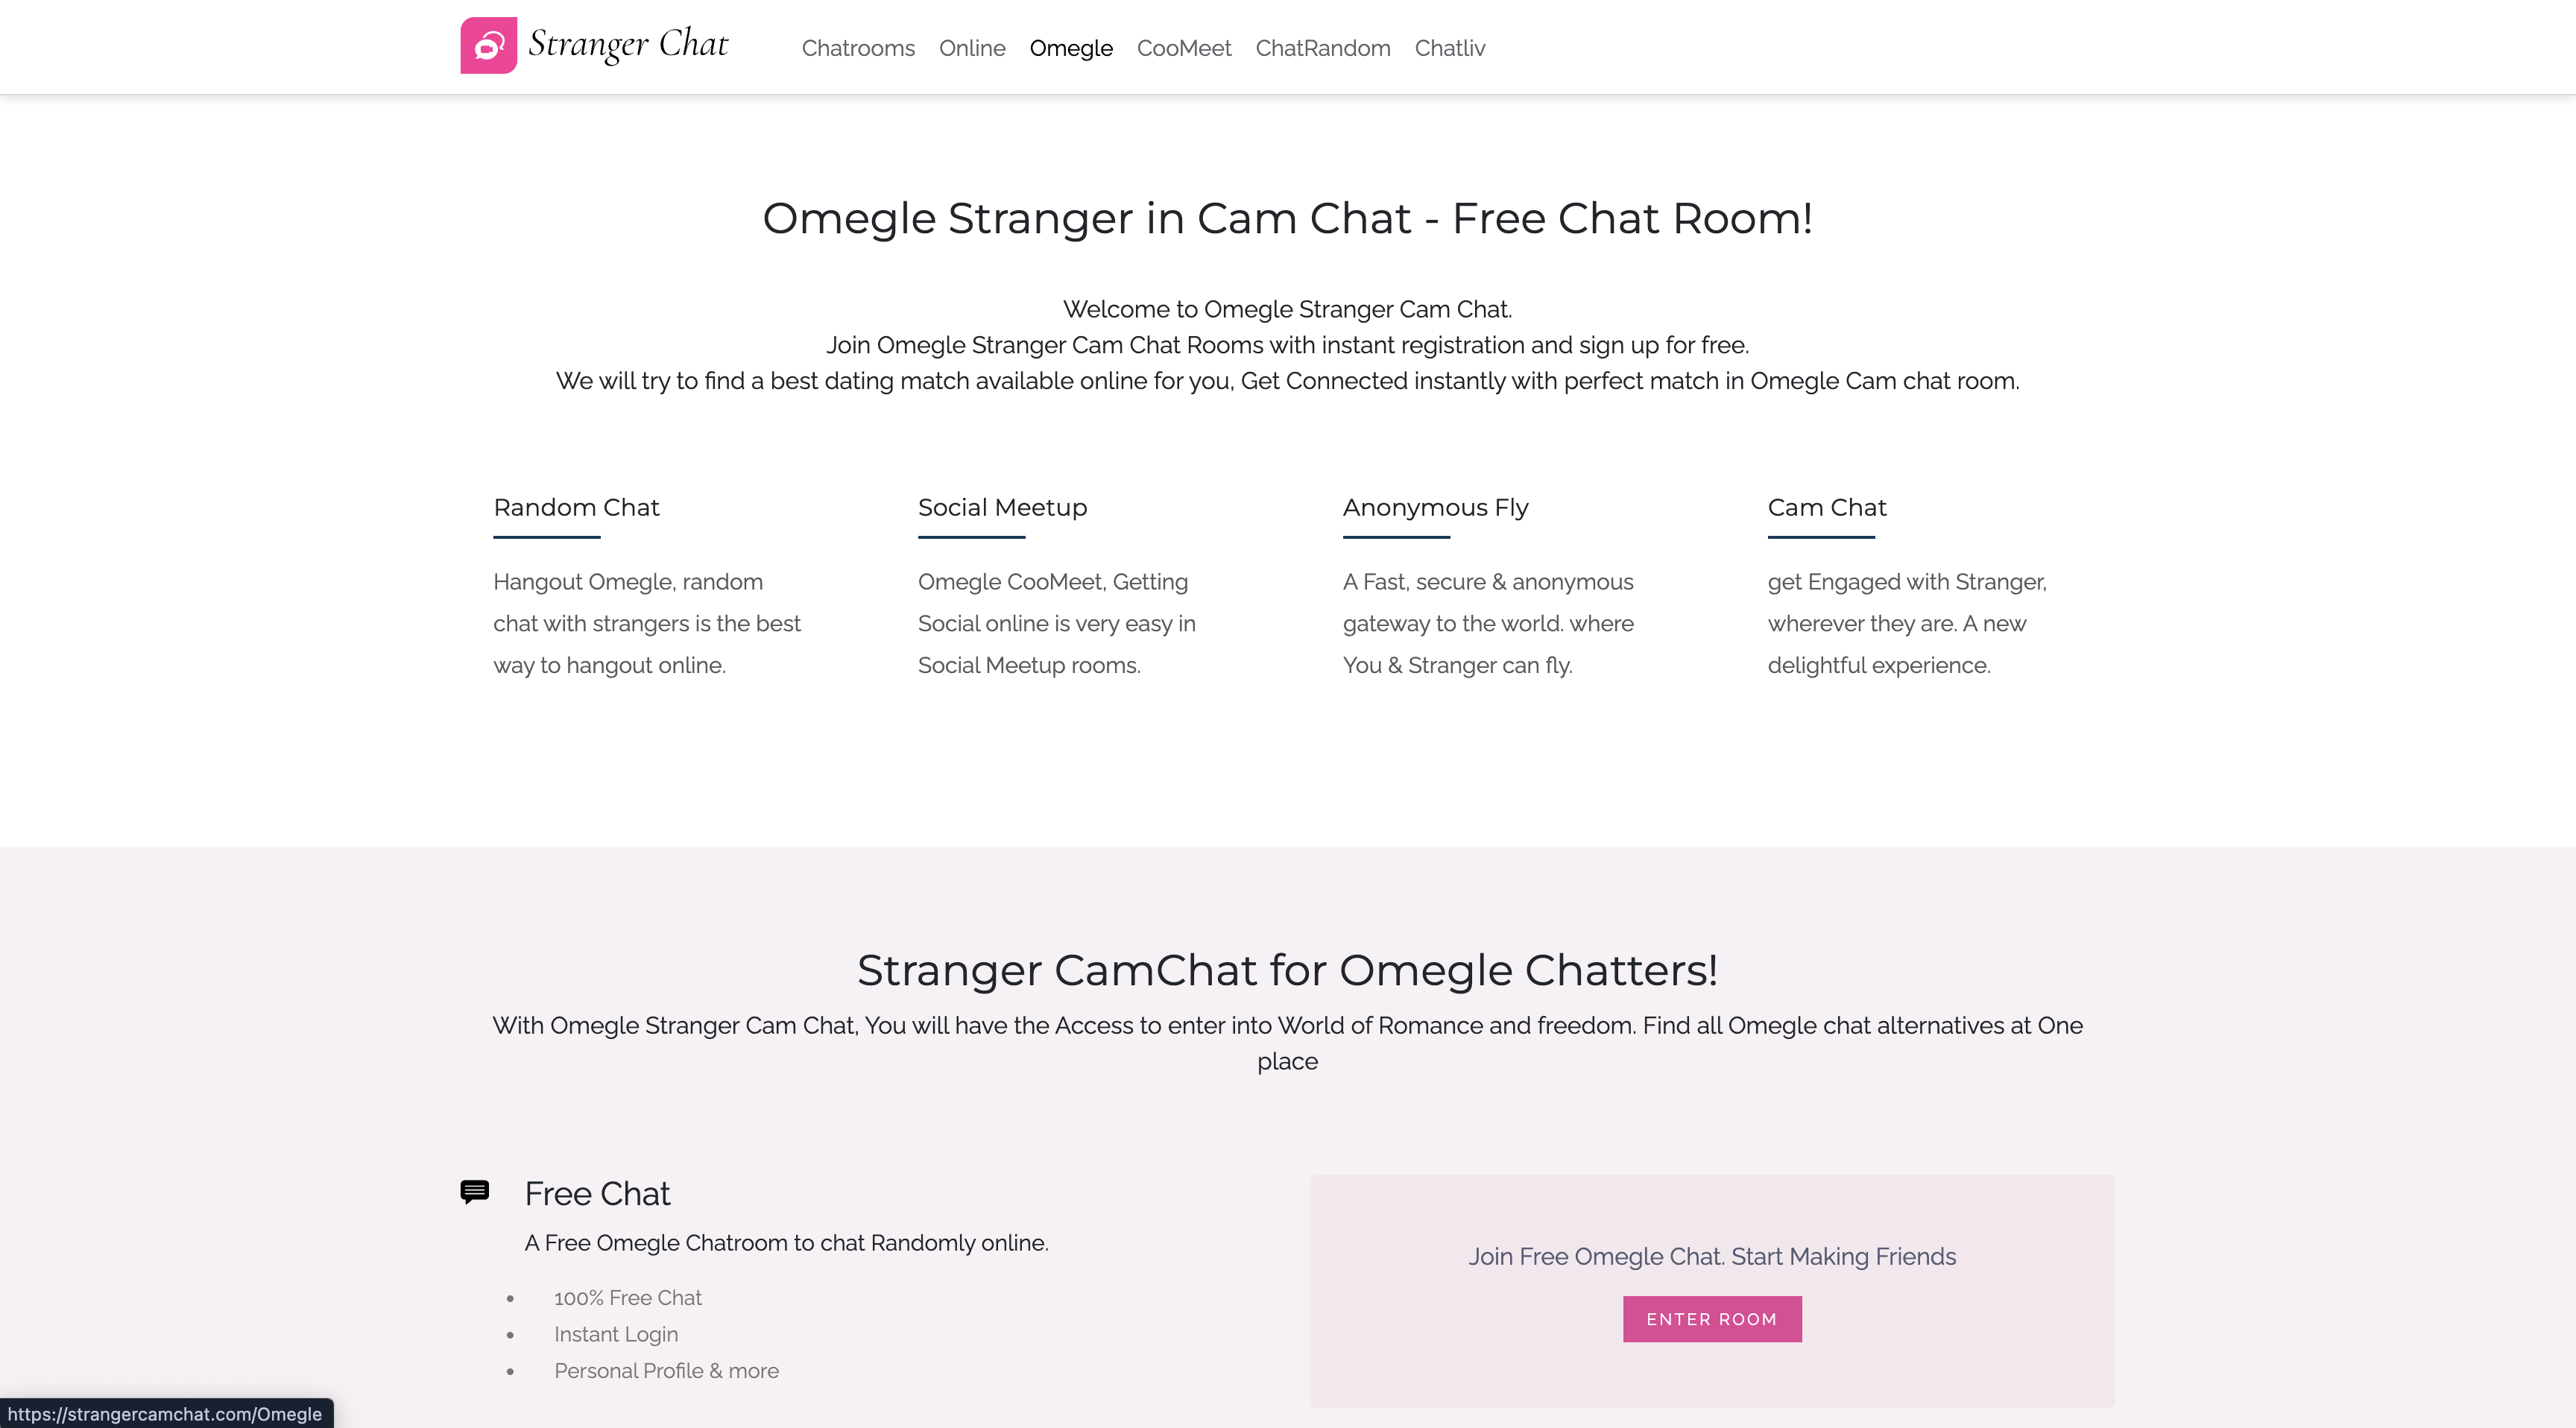 Stranger Chat
Chatrooms Online Omegle CooMeet ChatRandom Chatliv
Omegle Stranger in Cam Chat - Free Chat Room!
Welcome to Omegle Stranger Cam Chat.
Join Omegle Stranger Cam Chat Rooms with instant registration and sign up for free.
We will try to find a best dating match available online for you, Get Connected instantly with perfect match in Omegle Cam chat room.
Random Chat
Hangout Omegle, random
chat with strangers is the best
way to hangout online.
Social Meetup
Omegle CooMeet, Getting
Social online is very easy in
Social Meetup rooms.
Anonymous Fly
A Fast, secure & anonymous
gateway to the world. where
You & Stranger can fly.
Cam Chat
get Engaged with Stranger,
wherever they are. A new
delightful experience.
Stranger CamChat for Omegle Chatters!
With Omegle Stranger Cam Chat, You will have the Access to enter into World of Romance and freedom. Find all Omegle chat alternatives at One
place
Free Chat
A Free Omegle Chatroom to chat Randomly online.
• 100% Free Chat
• Instant Login
• Personal Profile & more
Join Free Omegle Chat. Start Making Friends
ENTER ROOM
https://strangercamchat.com/Omegle